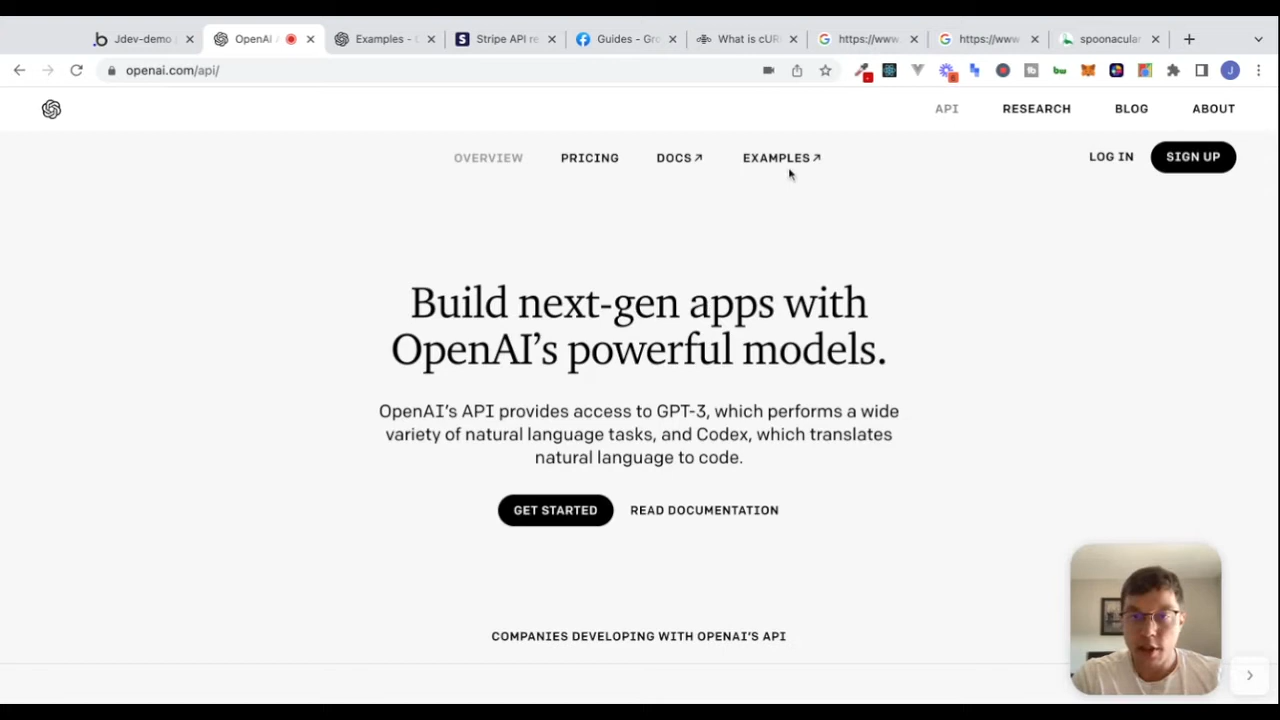 Jdev-demo
OpenAI
Examples -
Stripe API re
Guides - Gro
What is cUR
https://www.
https://www.
spoonacular
openai.com/api/
J
API
RESEARCH
BLOG
ABOUT
OVERVIEW
PRICING
DOCS↗
EXAMPLES↗
LOG IN
SIGN UP
Build next-gen apps with
OpenAI's powerful models.
OpenAI's API provides access to GPT-3, which performs a wide
variety of natural language tasks, and Codex, which translates
natural language to code.
GET STARTED
READ DOCUMENTATION
COMPANIES DEVELOPING WITH OPENAI'S API